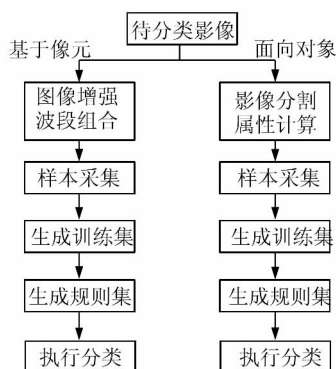 待分类影像
基于像元
面向对象
图像增强
波段组合
影像分割
属性计算
样本采集
样本采集
生成训练集
生成训练集
生成规则集
生成规则集
执行分类
执行分类